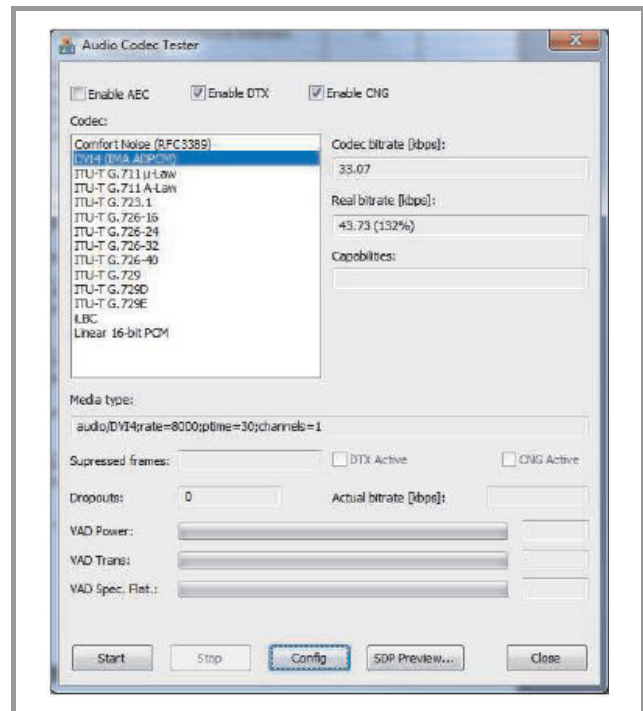 Audio Codec Tester
Enable AEC
Enable DTX
Enable CNG
Codec:
Comfort Noise (RFC3389)
DVI4 (IMA ADPCM)
ITU-T G.711 µ-Law
ITU-T G.711 A-Law
ITU-T G.723.1
ITU-T G.726-16
ITU-T G.726-24
ITU-T G.726-32
ITU-T G.726-40
ITU-T G.729
ITU-T G.729D
ITU-T G.729E
iLBC
Linear 16-bit PCM
Codec bitrate [kbps]:
33.07
Real bitrate [kbps]:
43.73 (132%)
Capabilities:
Media type:
audio/DVI4;rate=8000;ptime=30;channels=1
Supressed frames:
DTX Active
CNG Active
Dropouts:
0
Actual bitrate [kbps]:
VAD Power:
VAD Trans:
VAD Spec. Flat.:
Start
Stop
Config
SDP Preview...
Close